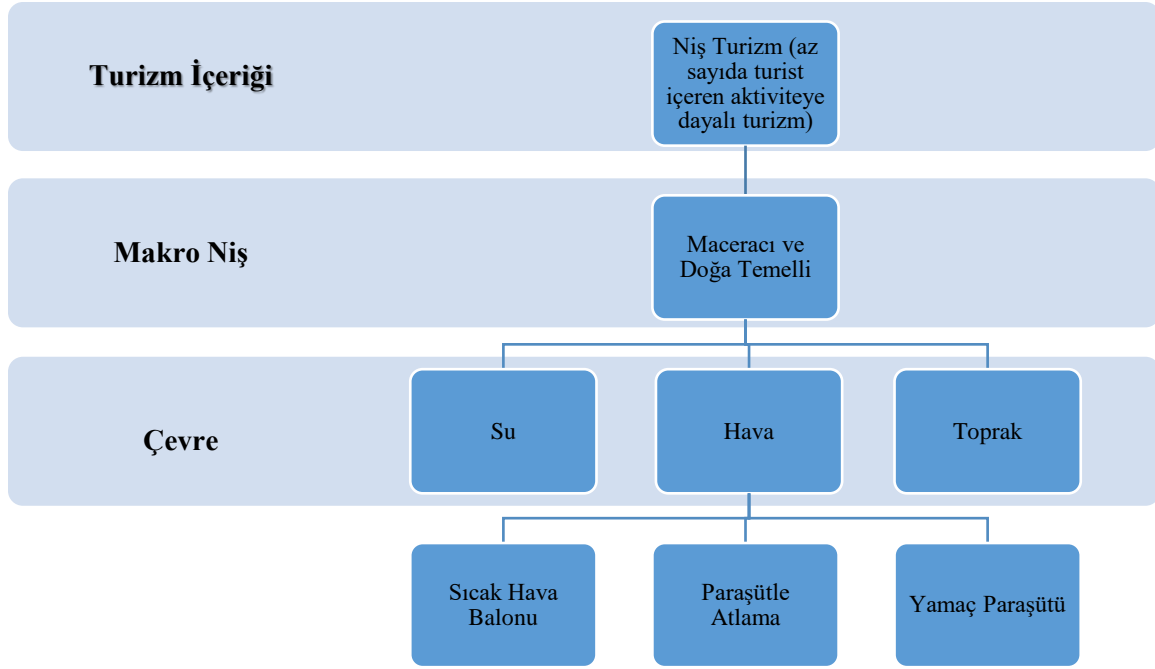 Turizm İçeriği
Niş Turizm (az
sayıda turist
içeren aktiviteye
dayalı turizm)
Makro Niş
Maceracı ve
Doğa Temelli
Çevre
Su
Hava
Toprak
Sıcak Hava
Balonu
Paraşütle
Atlama
Yamaç Paraşütü